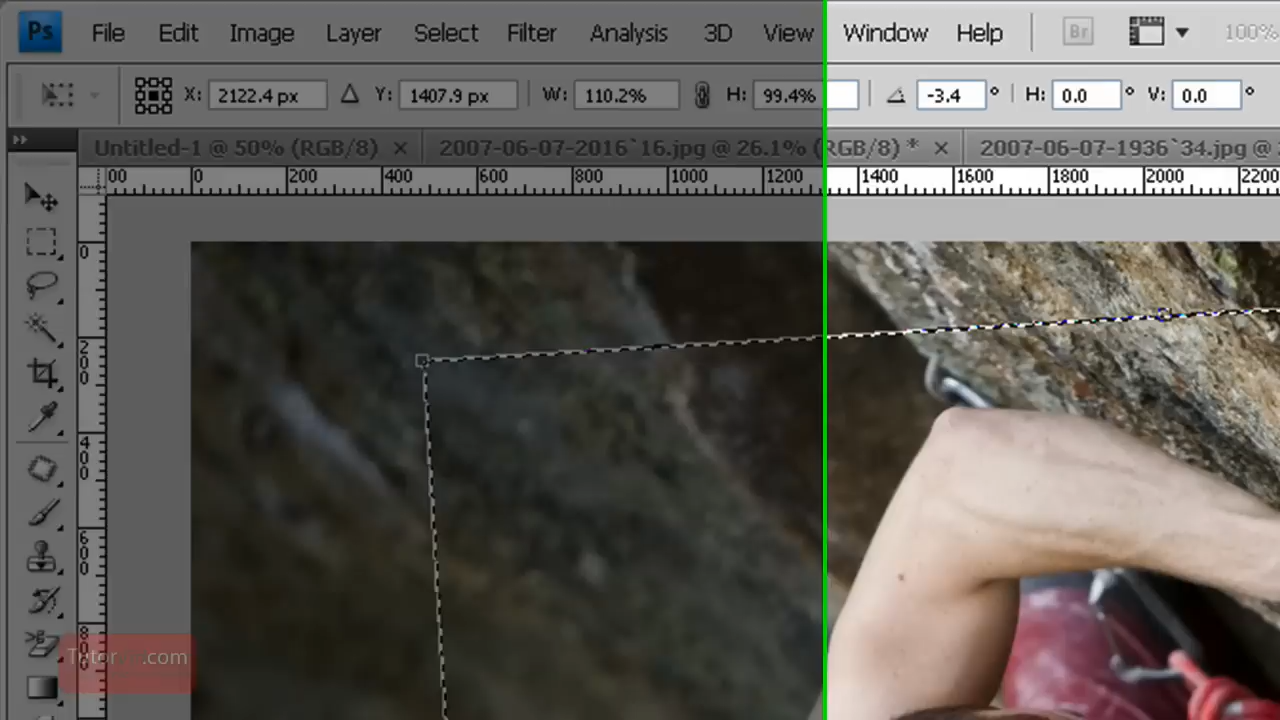 Ps File Edit Image Layer Select Filter Analysis 3D View Window Help Br 100%
X: 2122.4 px Y: 1407.9 px W: 110.2% H: 99.4% -3.4 ° H: 0.0 ° V: 0.0 °
Untitled-1 @ 50% (RGB/8) × 2007-06-07-2016`16.jpg @ 26.1% (RGB/8) * × 2007-06-07-1936`34.jpg @
00 0 200 400 600 800 1000 1200 1400 1600 1800 2000 2200
0
200
400
600
800
.com